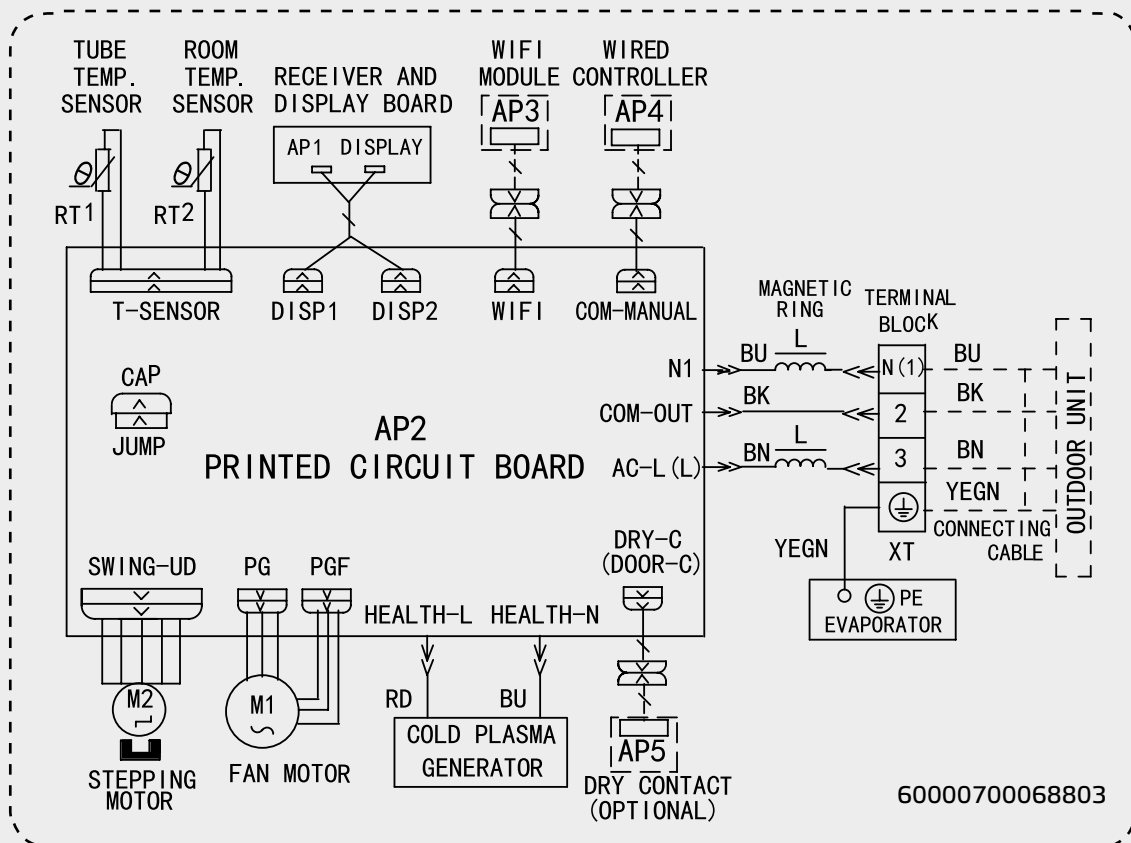 TUBE
TEMP.
SENSOR
ROOM
TEMP.
SENSOR
RECEIVER AND
DISPLAY BOARD
WIFI
MODULE
WIRED
CONTROLLER
AP1 DISPLAY
AP3
AP4
θ
RT1
θ
RT2
T-SENSOR
DISP1
DISP2
WIFI
COM-MANUAL
MAGNETIC
RING
TERMINAL
BLOCK
CAP
JUMP
AP2
PRINTED CIRCUIT BOARD
N1
BU
L
N(1)
BU
COM-OUT
BK
2
BK
AC-L(L)
BN
L
3
BN
YEGN
OUTDOOR UNIT
CONNECTING
CABLE
XT
YEGN
PE
EVAPORATOR
SWING-UD
PG
PGF
HEALTH-L
HEALTH-N
DRY-C
(DOOR-C)
M2
STEPPING
MOTOR
M1
FAN MOTOR
RD
BU
COLD PLASMA
GENERATOR
AP5
DRY CONTACT
(OPTIONAL)
60000700068803